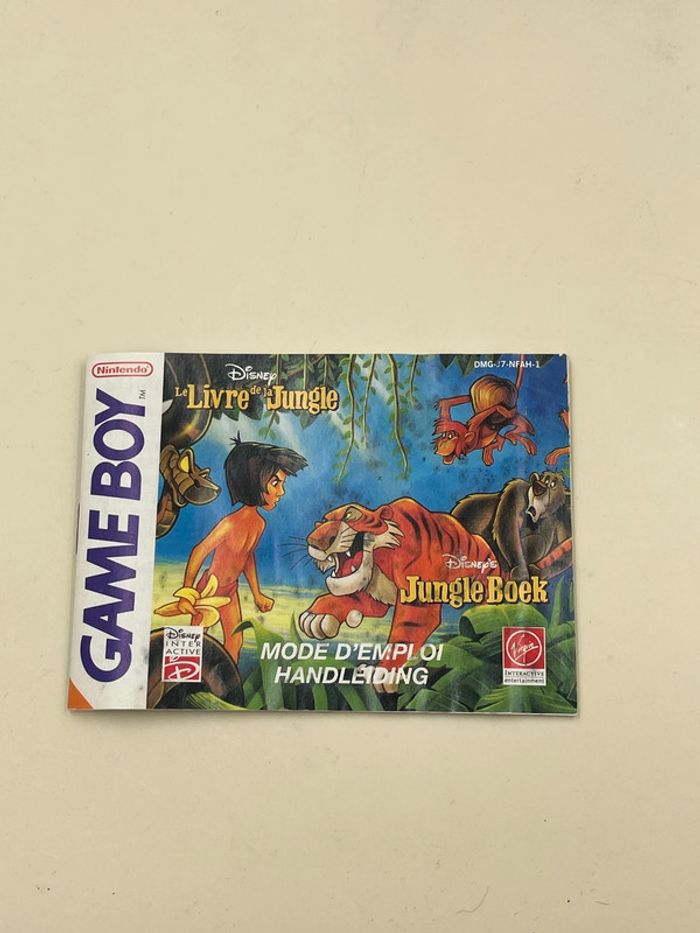 Nintendo
GAME BOY TM
Disney
Le Livre de la Jungle
DMG-J7-NFAH-1
Disney's
Jungle Boek
MODE D'EMPLOI
HANDLEIDING
Disney
INTER
ACTIVE
Virgin
INTERACTIVE
entertainment